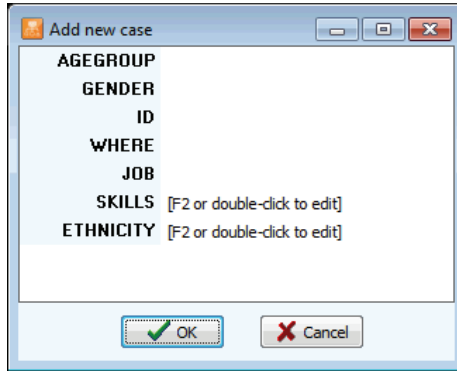 Add new case
AGEGROUP
GENDER
ID
WHERE
JOB
SKILLS [F2 or double-click to edit]
ETHNICITY [F2 or double-click to edit]
OK Cancel